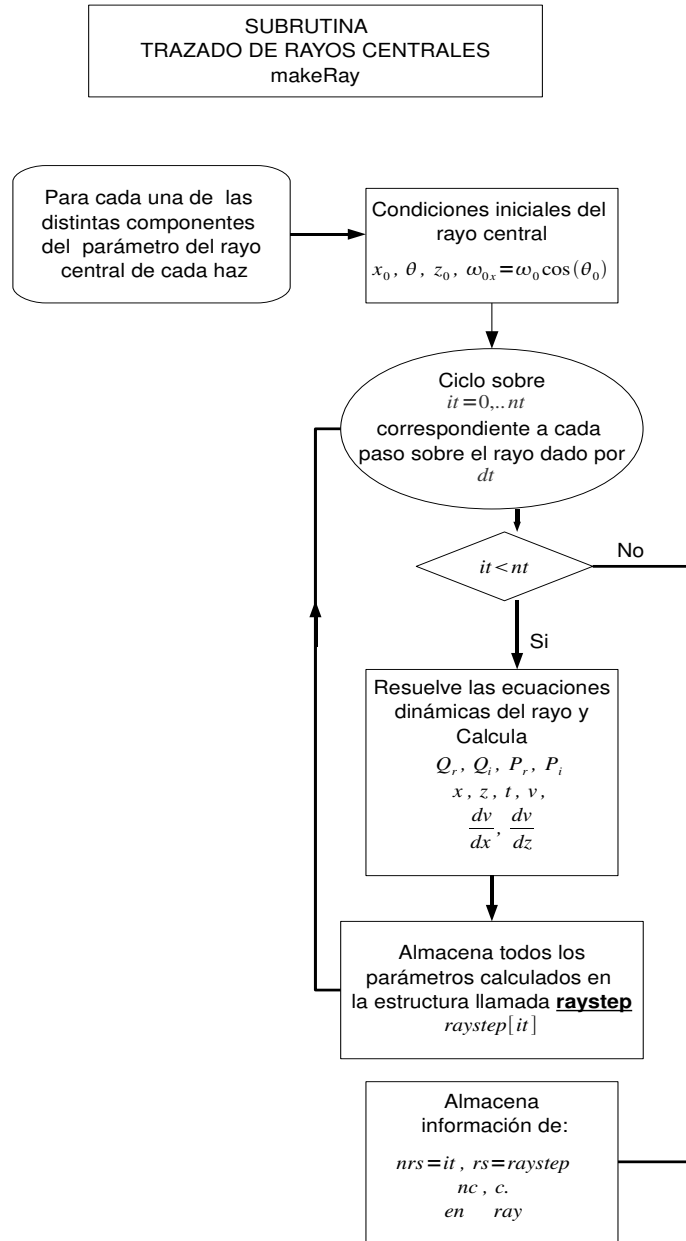 SUBRUTINA
TRAZADO DE RAYOS CENTRALES
makeRay
Para cada una de las
distintas componentes
del parámetro del rayo
central de cada haz
Condiciones iniciales del
rayo central
x₀, θ, z₀, ω₀ₓ=ω₀cos(θ₀)
Ciclo sobre
it=0,..nt
correspondiente a cada
paso sobre el rayo dado por
dt
it<nt
No
Si
Resuelve las ecuaciones
dinámicas del rayo y
Calcula
Q_r, Q_i, P_r, P_i
x, z, t, v,
dv/dx, dv/dz
Almacena todos los
parámetros calculados en
la estructura llamada raystep
raystep[it]
Almacena
información de:
nrs=it, rs=raystep
nc, c.
en ray